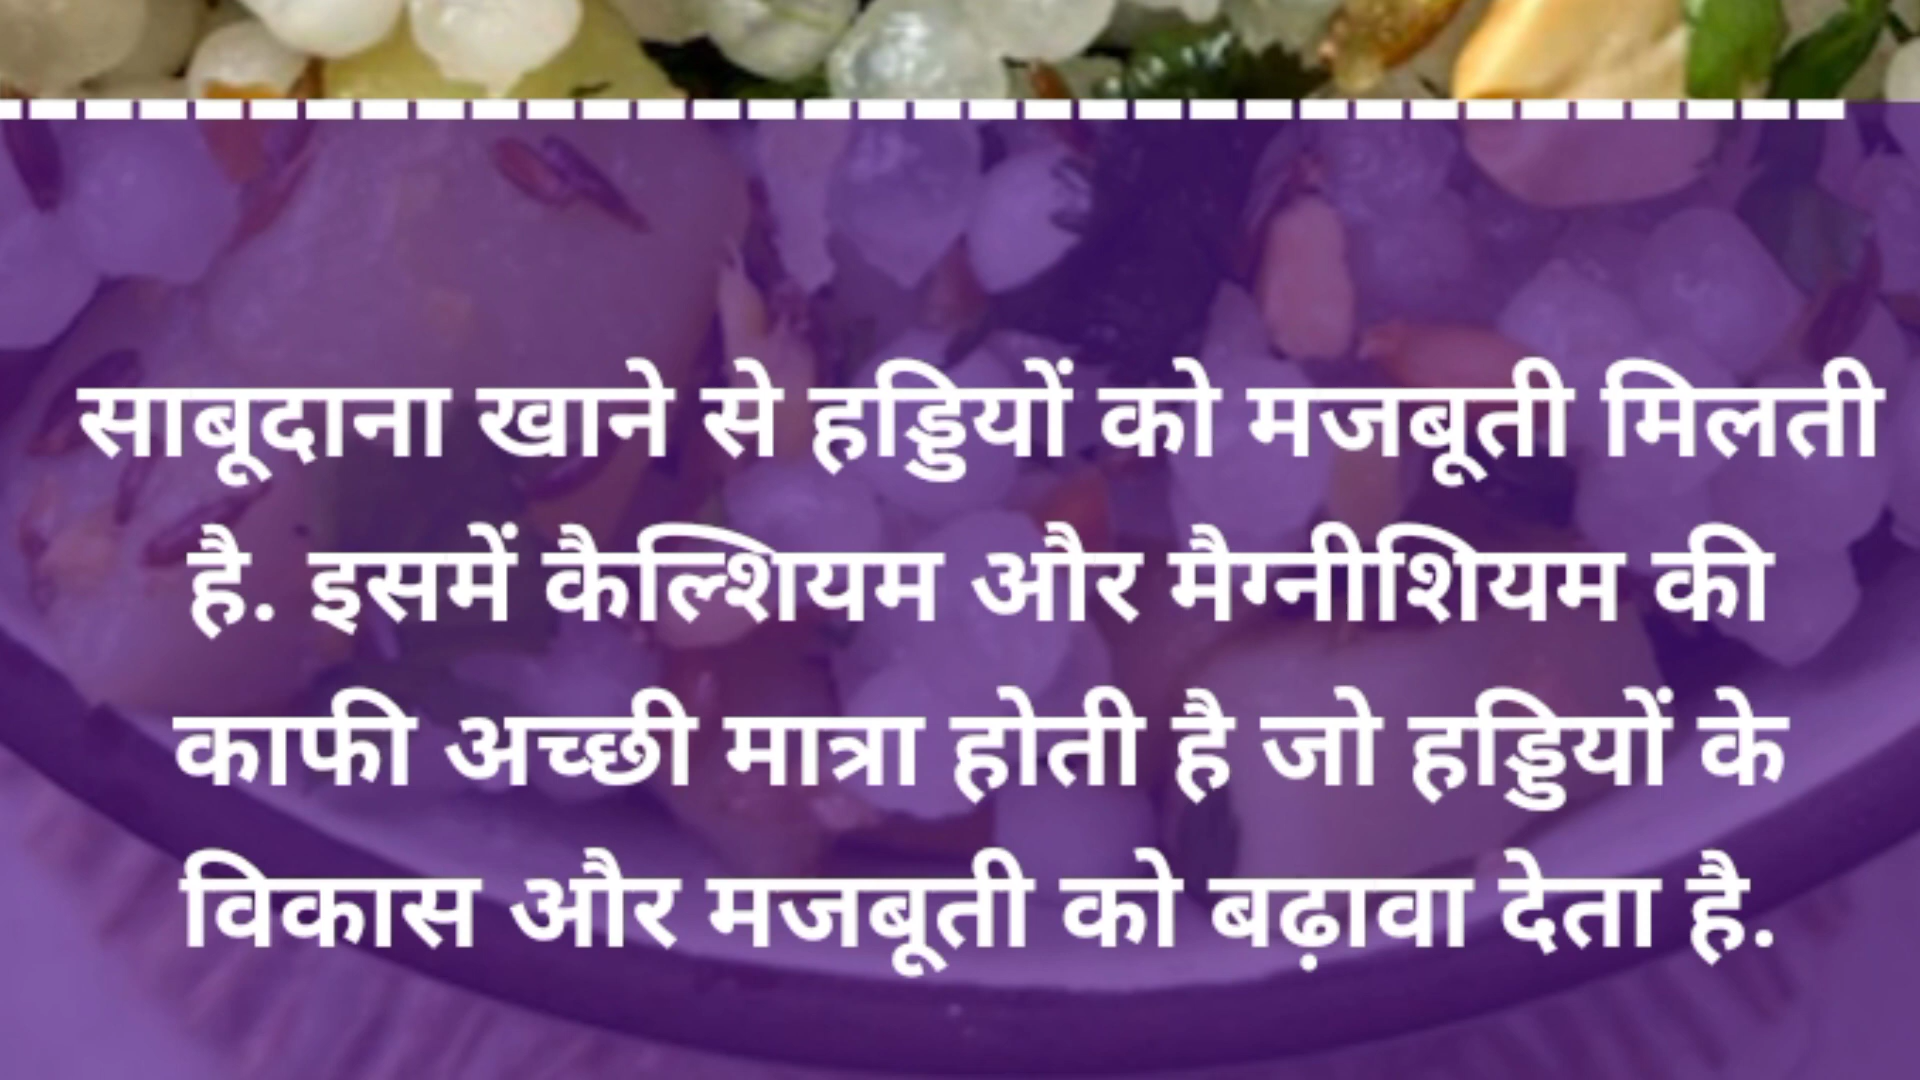 साबूदाना खाने से हड्डियों को मजबूती मिलती
है. इसमें कैल्शियम और मैग्नीशियम की
काफी अच्छी मात्रा होती है जो हड्डियों के
विकास और मजबूती को बढ़ावा देता है.